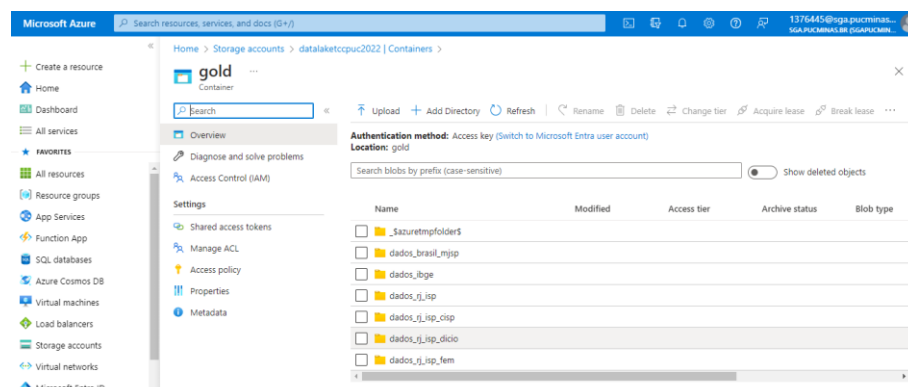 Microsoft Azure
Search resources, services, and docs (G+/)
1376445@sga.pucminas...
SGA.PUCMINAS.BR (SGAPUCMIN...
Home > Storage accounts > datalaketccpuc2022 | Containers >
Create a resource
Home
Dashboard
All services
FAVORITES
All resources
Resource groups
App Services
Function App
SQL databases
Azure Cosmos DB
Virtual machines
Load balancers
Storage accounts
Virtual networks
gold
Container
Search
Overview
Diagnose and solve problems
Access Control (IAM)
Settings
Shared access tokens
Manage ACL
Access policy
Properties
Metadata
Upload Add Directory Refresh Rename Delete Change tier Acquire lease Break lease
Authentication method: Access key (Switch to Microsoft Entra user account)
Location: gold
Search blobs by prefix (case-sensitive)
Show deleted objects
Name Modified Access tier Archive status Blob type
_$azuretmpfolder$
dados_brasil_mjsp
dados_ibge
dados_rj_isp
dados_rj_isp_cisp
dados_rj_isp_dicio
dados_rj_isp_fem